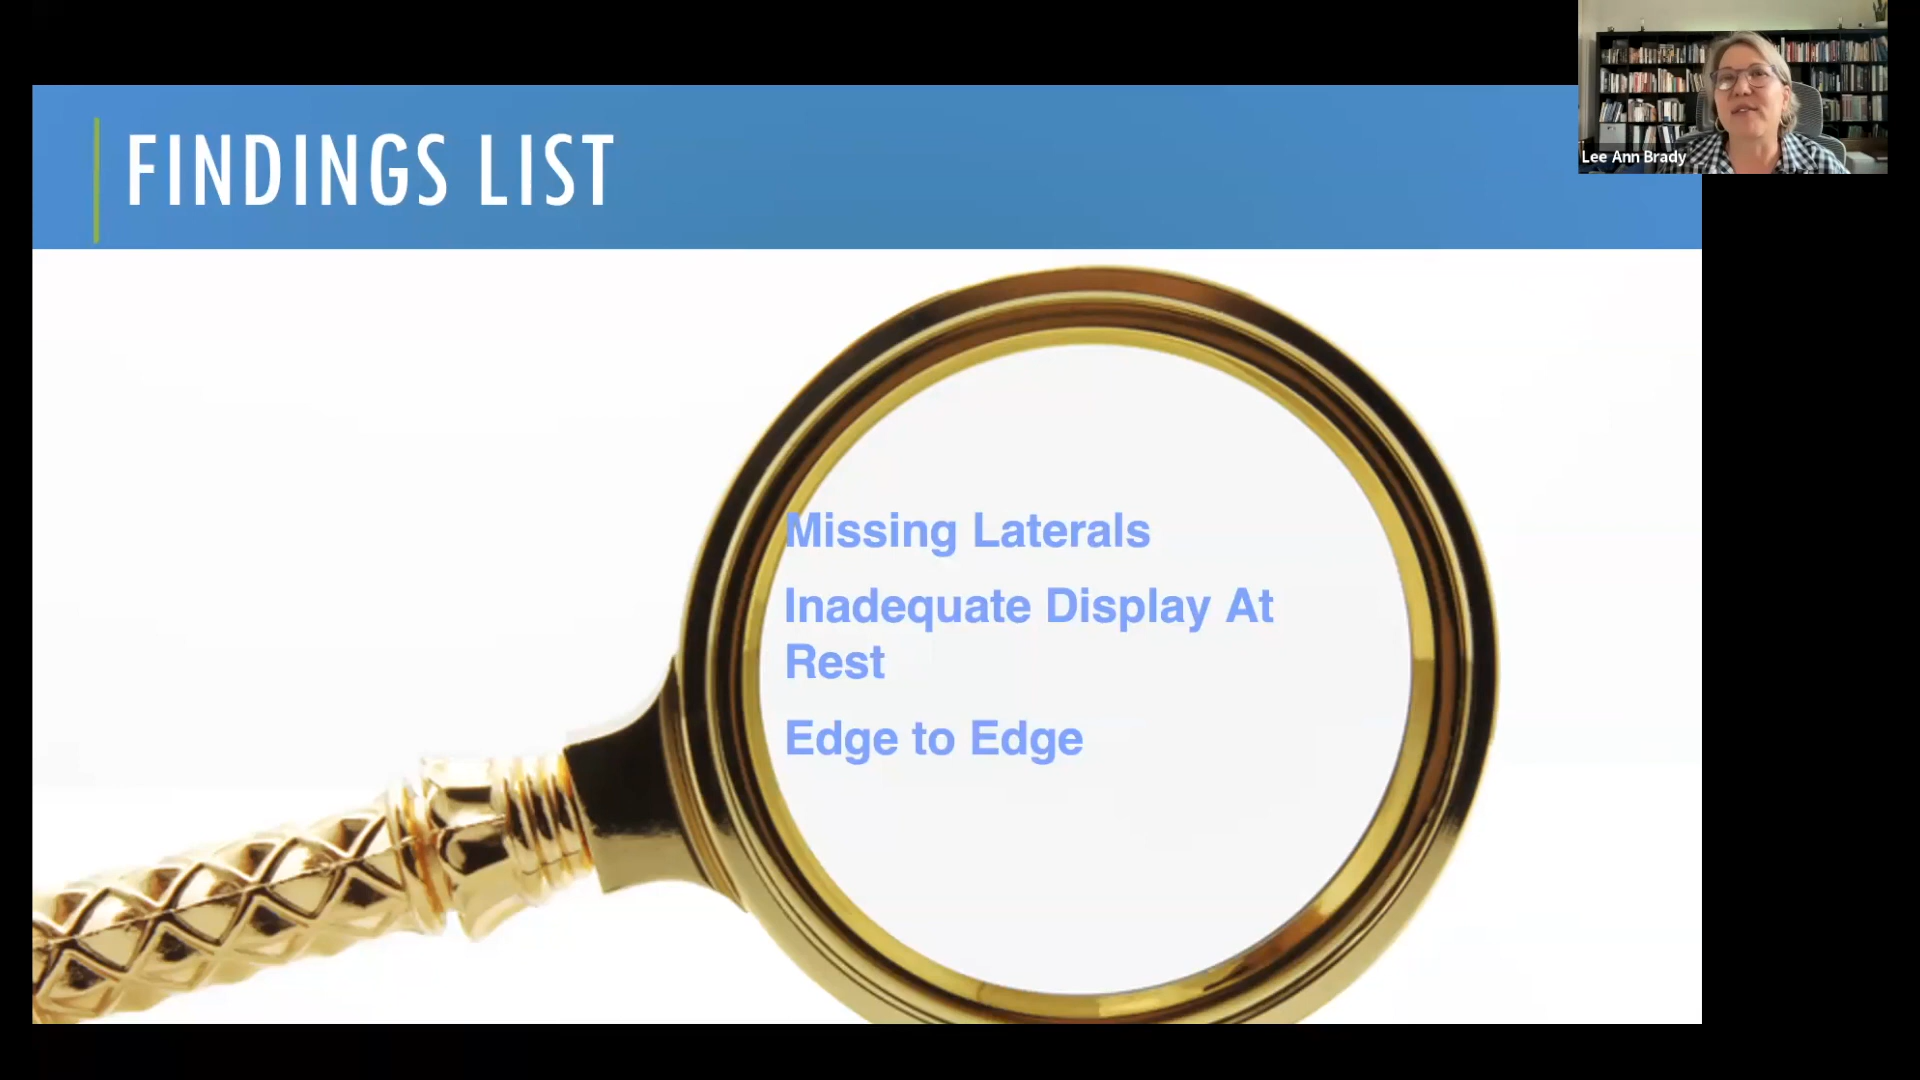 FINDINGS LIST
Lee Ann Brady
Missing Laterals
Inadequate Display At
Rest
Edge to Edge